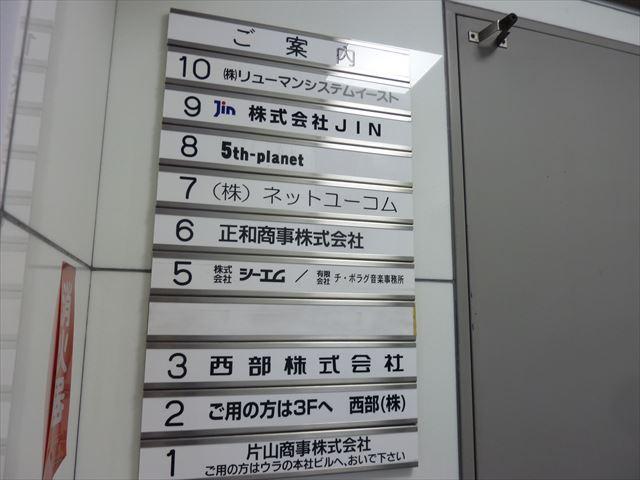 ご案内
10 ㈱リューマンシステムイースト
9 Jin 株式会社JIN
8 5th-planet
7 (株)ネットユーコム
6 正和商事株式会社
5 株式会社 シーエム / 有限会社 チ・ボラグ音楽事務所
3 西部株式会社
2 ご用の方は3Fへ 西部(株)
1 片山商事株式会社
ご用の方はウラの本社ビルへ、おいで下さい
消火器